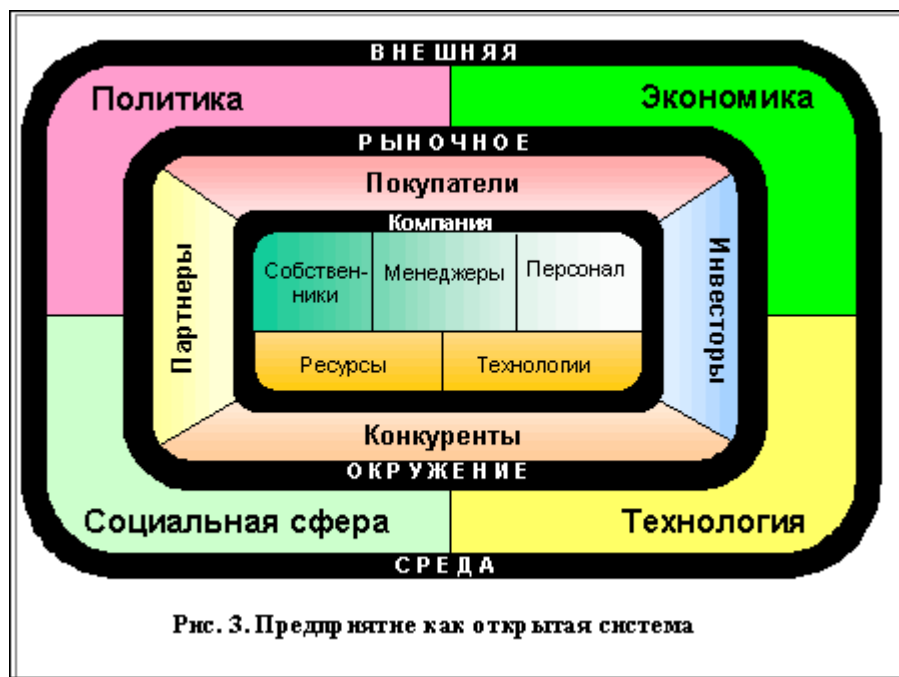 ВНЕШНЯЯ
Политика
Экономика
РЫНОЧНОЕ
Покупатели
Компания
Партнеры
Собствен-
ники
Менеджеры
Персонал
Инвесторы
Ресурсы
Технологии
Конкуренты
ОКРУЖЕНИЕ
Социальная сфера
Технология
СРЕДА
Рис. 3. Предприятие как открытая система